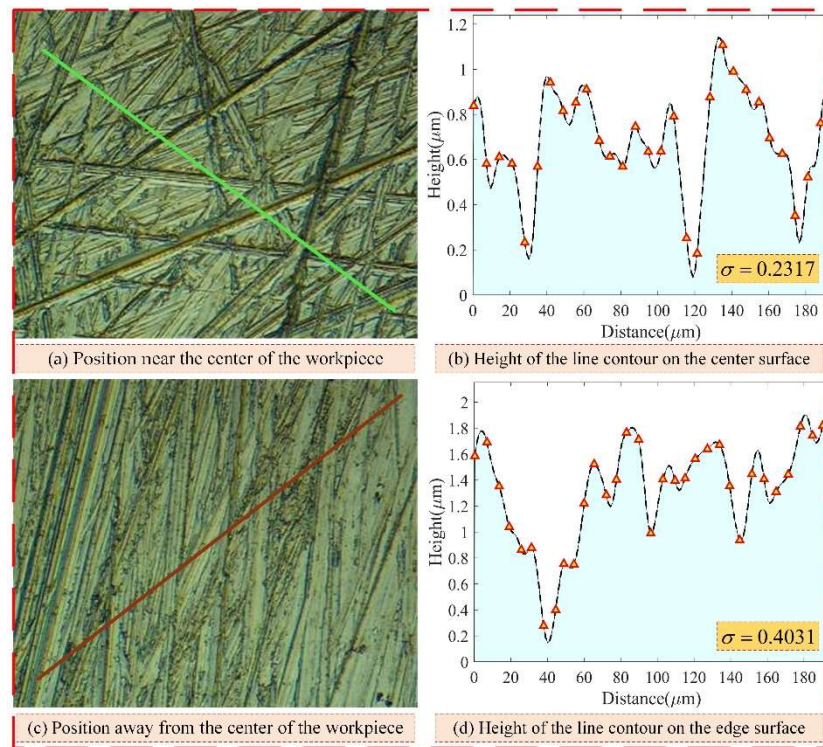 1.2
1
0.8
0.6
0.4
0.2
0
Height(μm)
σ = 0.2317
0 20 40 60 80 100 120 140 160 180
Distance(μm)
(a) Position near the center of the workpiece
(b) Height of the line contour on the center surface
2
1.8
1.6
1.4
1.2
1
0.8
0.6
0.4
0.2
0
Height(μm)
σ = 0.4031
0 20 40 60 80 100 120 140 160 180
Distance(μm)
(c) Position away from the center of the workpiece
(d) Height of the line contour on the edge surface